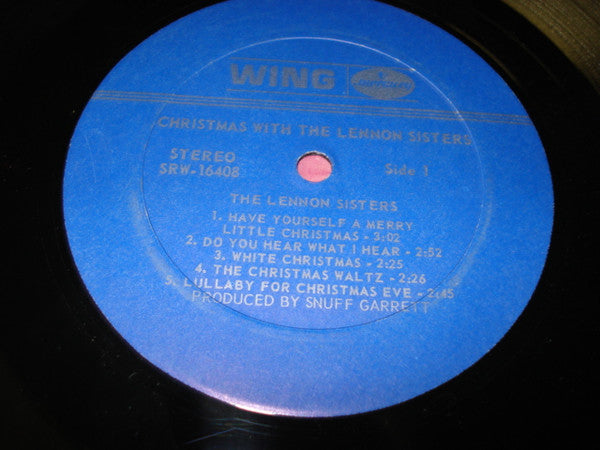 WING
CHRISTMAS WITH THE LENNON SISTERS
STEREO
SRW-16408
Side 1
THE LENNON SISTERS
1. HAVE YOURSELF A MERRY
LITTLE CHRISTMAS - 3:02
2. DO YOU HEAR WHAT I HEAR - 2:52
3. WHITE CHRISTMAS - 2:25
4. THE CHRISTMAS WALTZ - 2:26
5. LULLABY FOR CHRISTMAS EVE - 2:45
PRODUCED BY SNUFF GARRETT